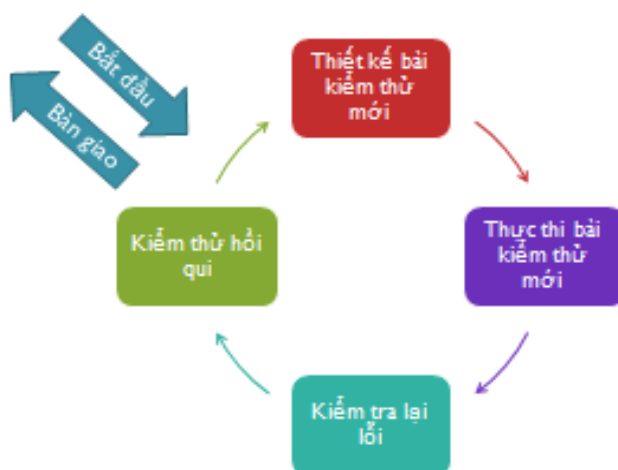 Bắt đầu
Bàn giao
Thiết kế bài
kiểm thử
mới
Thực thi bài
kiểm thử
mới
Kiểm tra lại
lỗi
Kiểm thử hồi
qui